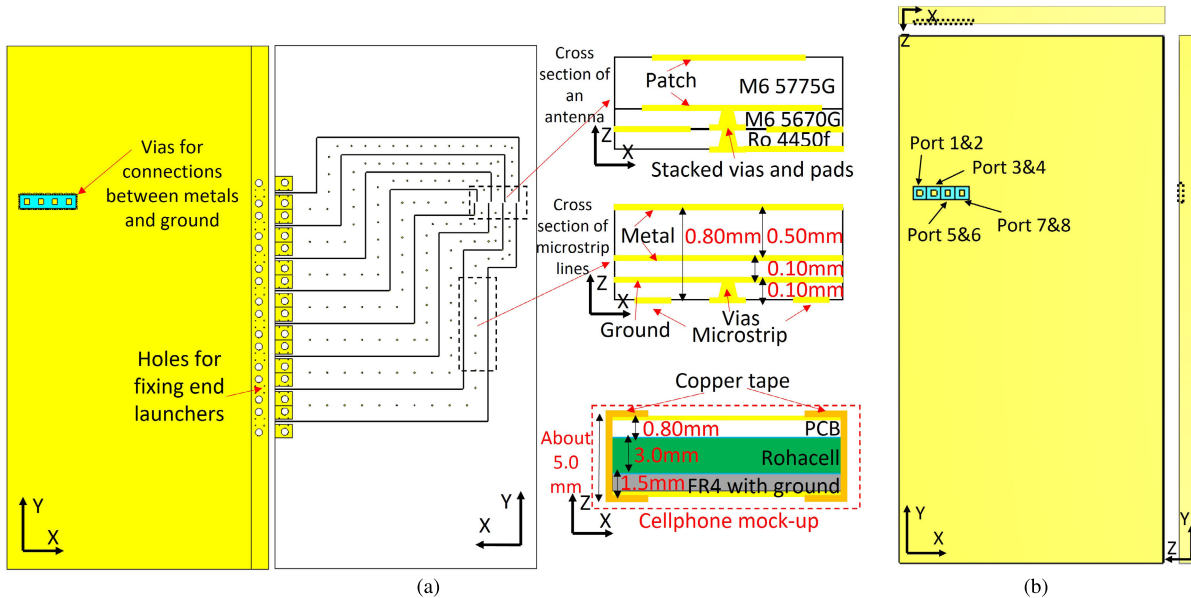 Vias for
connections
between metals
and ground
Holes for
fixing end
launchers
Y
X
Y
X
Cross
section of
an
antenna
Patch
M6 5775G
M6 5670G
Ro 4450f
Z
X
Stacked vias and pads
Cross
section of
microstrip
lines
Metal
0.80mm
0.50mm
0.10mm
0.10mm
Z
X
Ground
Vias
Microstrip
Copper tape
About
5.0
mm
0.80mm
PCB
3.0mm
Rohacell
1.5mm
FR4 with ground
Z
X
Cellphone mock-up
(a)
X
Z
Port 1&2
Port 3&4
Port 5&6
Port 7&8
Y
X
Y
Z
(b)